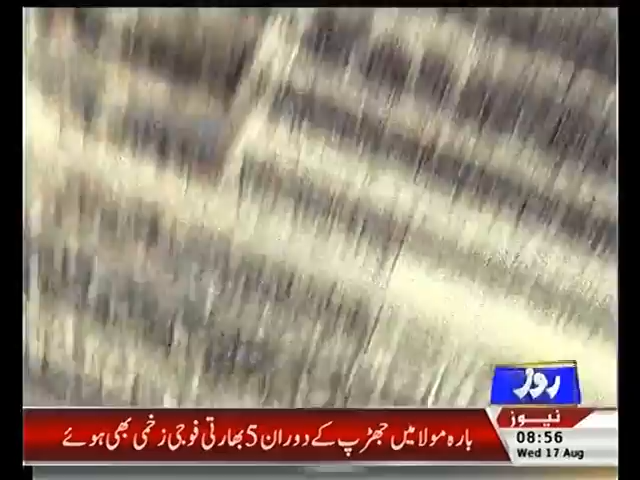 روز
نیوز
بارہ مولا میں جھڑپ کے دوران 5 بھارتی فوجی زخمی بھی ہوئے
08:56
Wed 17 Aug